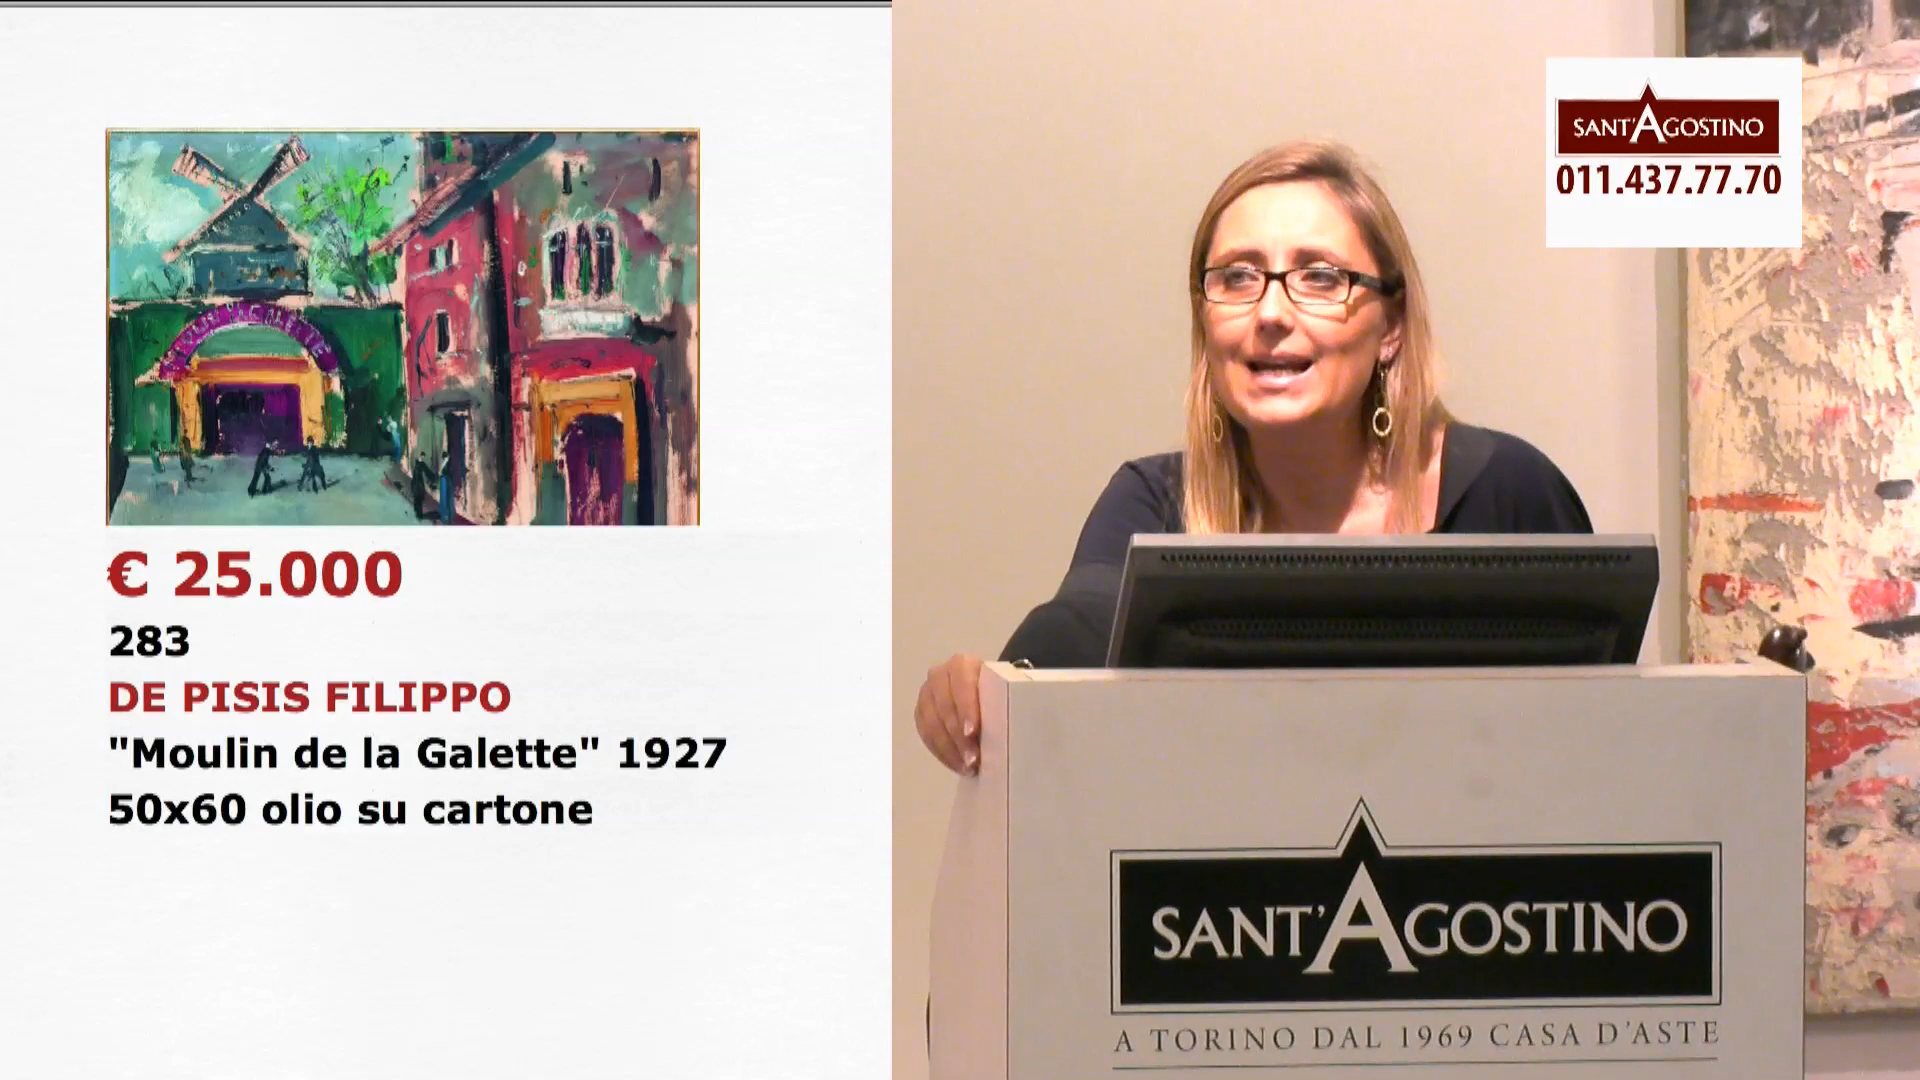 € 25.000
283
DE PISIS FILIPPO
"Moulin de la Galette" 1927
50x60 olio su cartone
SANT'AGOSTINO
011.437.77.70
SANT'AGOSTINO
A TORINO DAL 1969 CASA D'ASTE